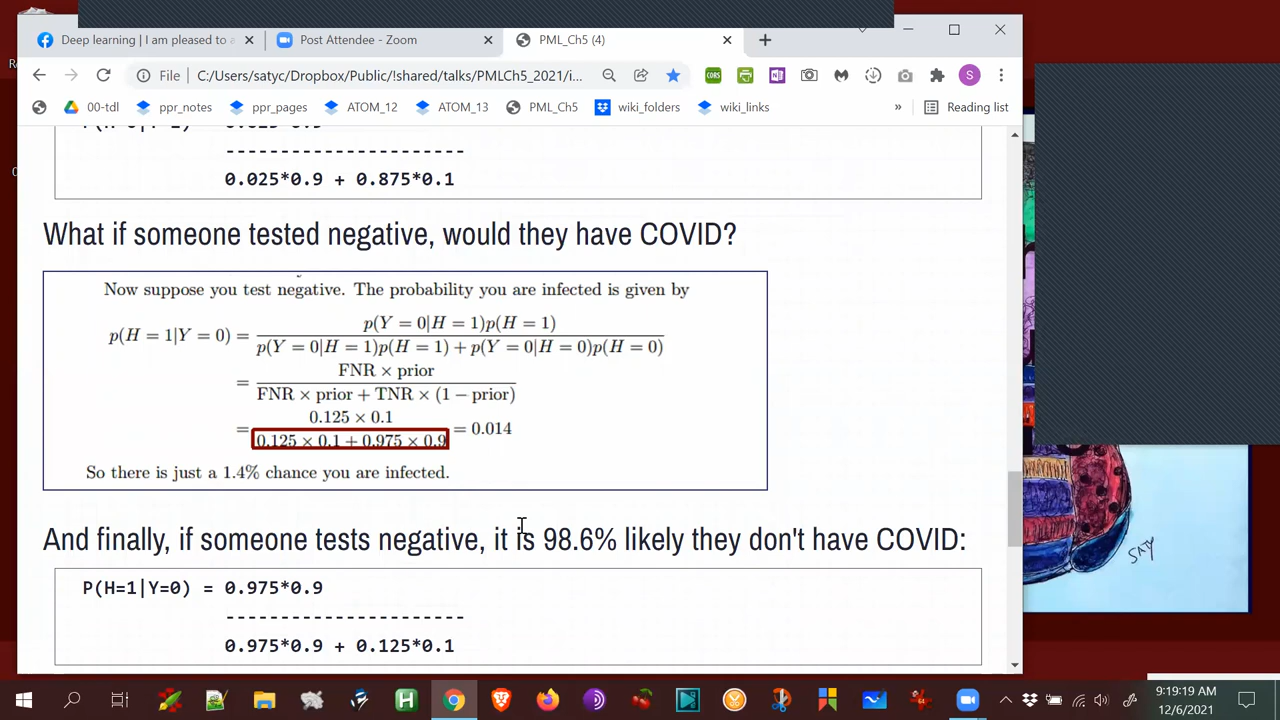 Deep learning | I am pleased to a
Post Attendee - Zoom
PML_Ch5 (4)
File
C:/Users/satyc/Dropbox/Public/!shared/talks/PMLCh5_2021/i...
CORS
S
00-tdl
ppr_notes
ppr_pages
ATOM_12
ATOM_13
PML_Ch5
wiki_folders
wiki_links
»
Reading list
-----------------------
0.025*0.9 + 0.875*0.1
What if someone tested negative, would they have COVID?
Now suppose you test negative. The probability you are infected is given by
p(Y = 0|H = 1)p(H = 1)
p(H = 1|Y = 0) =
p(Y = 0|H = 1)p(H = 1) + p(Y = 0|H = 0)p(H = 0)
FNR × prior
=
FNR × prior + TNR × (1 − prior)
0.125 × 0.1
= = 0.014
0.125 × 0.1 + 0.975 × 0.9
So there is just a 1.4% chance you are infected.
And finally, if someone tests negative, it is 98.6% likely they don't have COVID:
P(H=1|Y=0) = 0.975*0.9
-----------------------
0.975*0.9 + 0.125*0.1
SATY
9:19:19 AM
12/6/2021